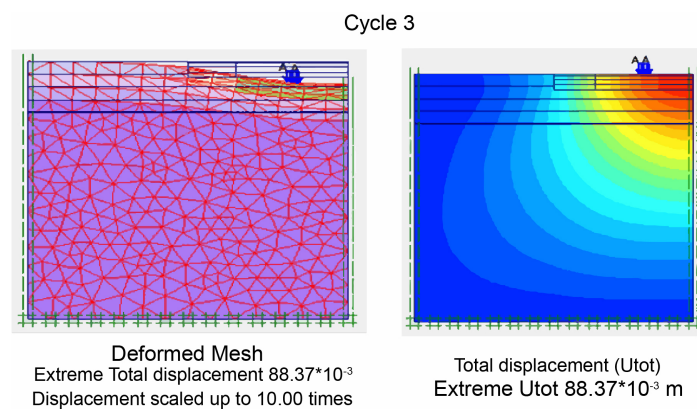 Cycle 3
A A
A A
Deformed Mesh
Extreme Total displacement 88.37*10⁻³
Displacement scaled up to 10.00 times
Total displacement (Utot)
Extreme Utot 88.37*10⁻³ m